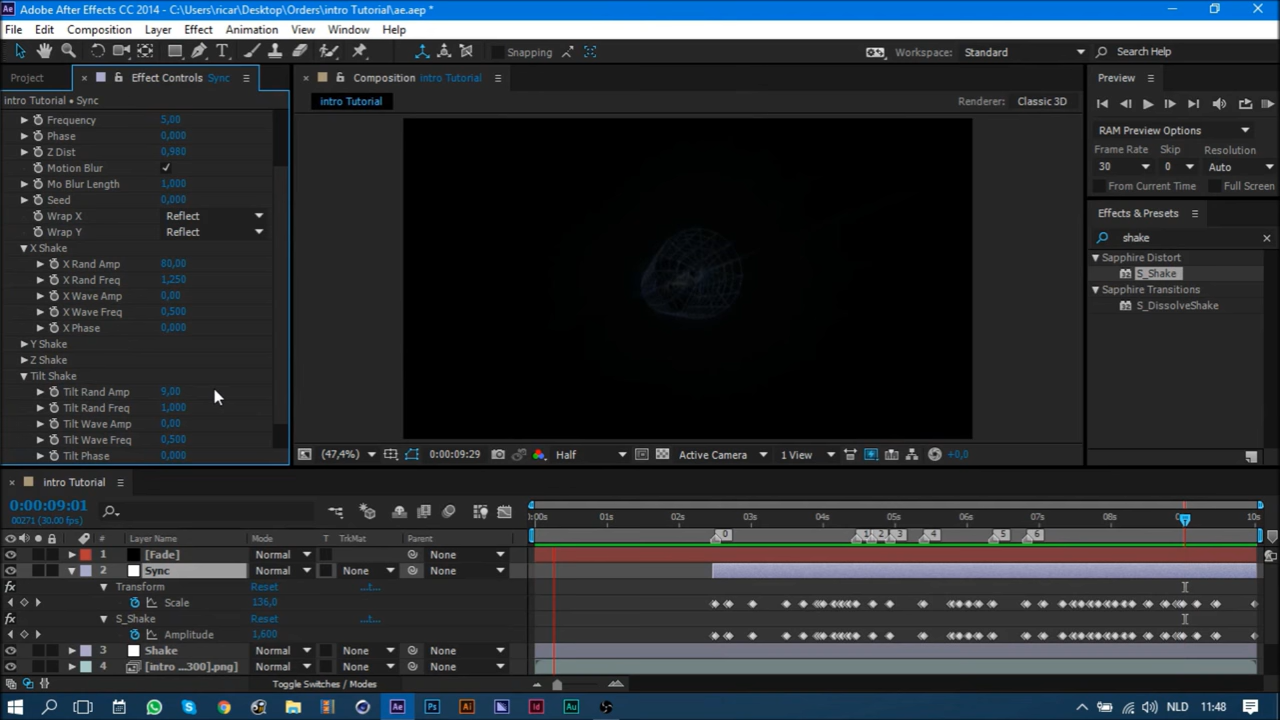 Adobe After Effects CC 2014 - C:\Users\ricar\Desktop\Orders\intro Tutorial\ae.aep *
File Edit Composition Layer Effect Animation View Window Help
Snapping
Workspace: Standard
Search Help
Project
Effect Controls Sync
intro Tutorial • Sync
Frequency 5,00
Phase 0,000
Z Dist 0,980
Motion Blur
Mo Blur Length 1,000
Seed 0,000
Wrap X Reflect
Wrap Y Reflect
X Shake
X Rand Amp 80,00
X Rand Freq 1,250
X Wave Amp 0,00
X Wave Freq 0,500
X Phase 0,000
Y Shake
Z Shake
Tilt Shake
Tilt Rand Amp 9,00
Tilt Rand Freq 1,000
Tilt Wave Amp 0,00
Tilt Wave Freq 0,500
Tilt Phase 0,000
Composition intro Tutorial
intro Tutorial
Renderer: Classic 3D
(47,4%) 0:00:09:29 Half Active Camera 1 View +0,0
Preview
RAM Preview Options
Frame Rate Skip Resolution
30 0 Auto
From Current Time Full Screen
Effects & Presets
shake
Sapphire Distort
S_Shake
Sapphire Transitions
S_DissolveShake
intro Tutorial
0:00:09:01
00271 (30.00 fps)
:00s 01s 02s 03s 04s 05s 06s 07s 08s 10s
0 1 2 3 4 5 6
# Layer Name Mode T TrkMat Parent
1 [Fade] Normal None
2 Sync Normal None None
Transform Reset
Scale 136,0
S_Shake Reset
Amplitude 1,600
3 Shake Normal None None
4 [intro ...300].png] Normal None None
Toggle Switches / Modes
NLD 11:48